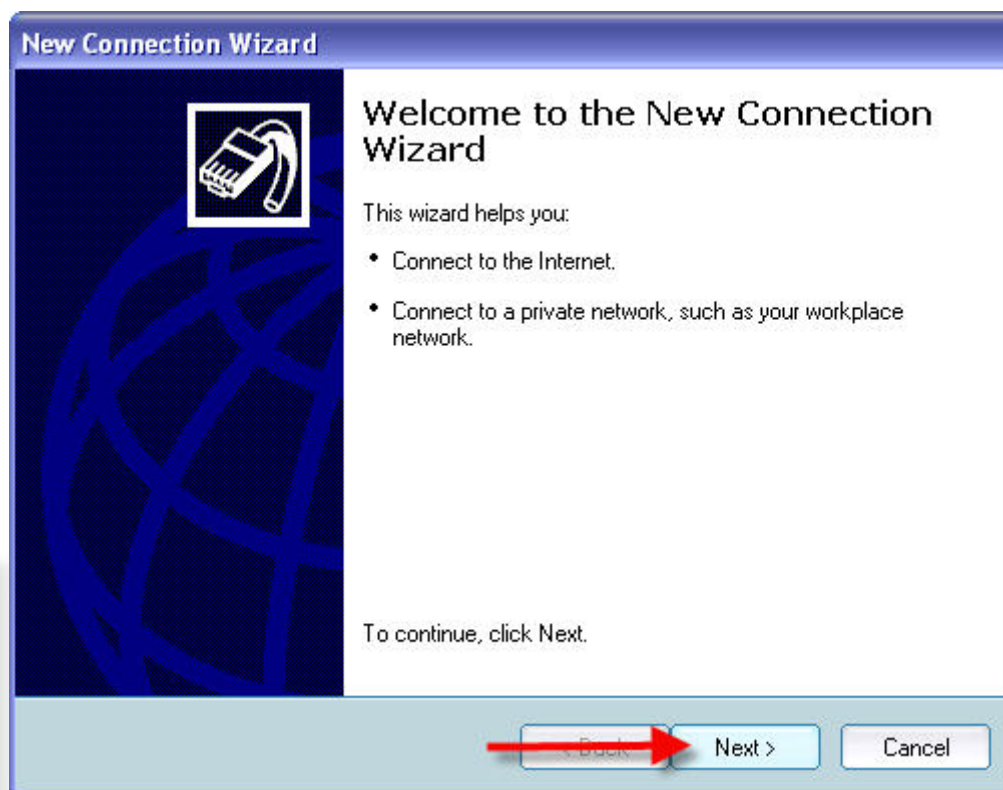 New Connection Wizard
Welcome to the New Connection
Wizard
This wizard helps you:
• Connect to the Internet.
• Connect to a private network, such as your workplace
network.
To continue, click Next.
< Back Next > Cancel